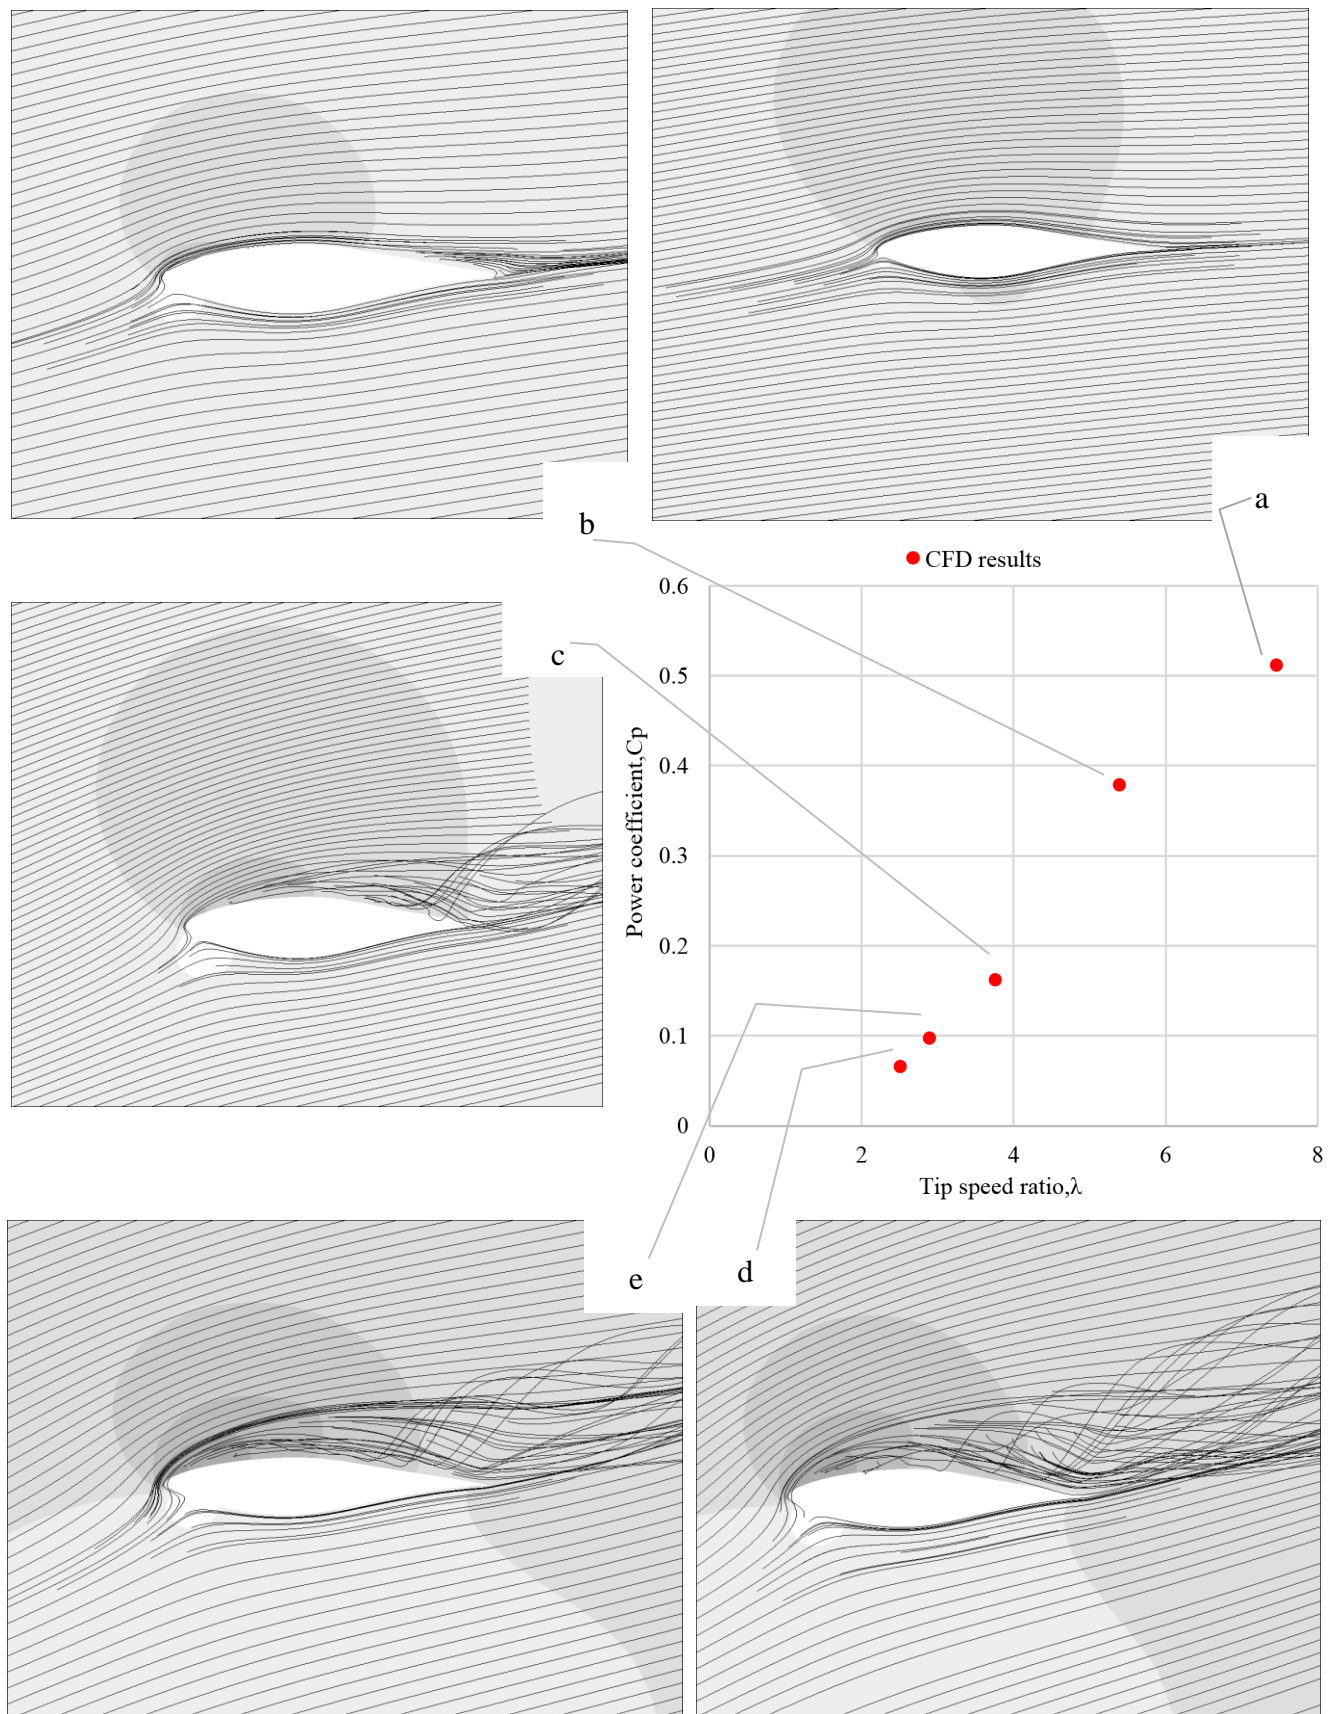 a
b
CFD results
0.6
c
0.5
0.4
Power coefficient,Cp
0.3
0.2
0.1
0
0 2 4 6 8
Tip speed ratio,λ
e d